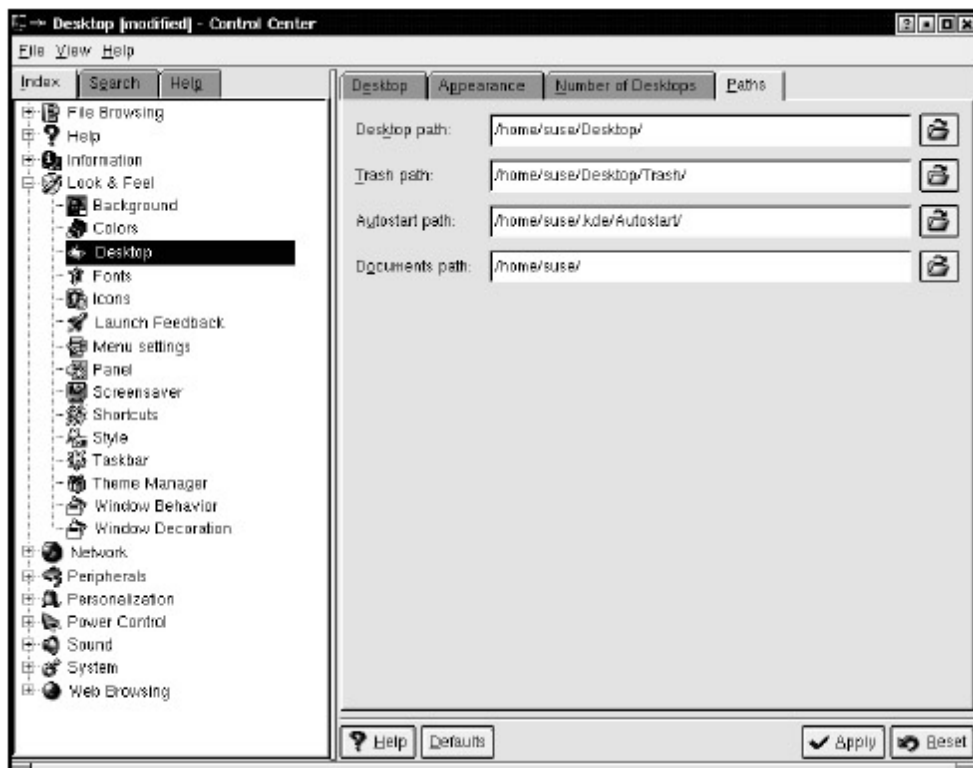 Desktop [modified] - Control Center
File View Help
Index Search Help
File Browsing
Help
Information
Look & Feel
Background
Colors
Desktop
Fonts
Icons
Launch Feedback
Menu settings
Panel
Screensaver
Shortcuts
Style
Taskbar
Theme Manager
Window Behavior
Window Decoration
Network
Peripherals
Personalization
Power Control
Sound
System
Web Browsing
Desktop Appearance Number of Desktops Paths
Desktop path: /home/suse/Desktop/
Trash path: /home/suse/Desktop/Trash/
Autostart path: /home/suse/.kde/Autostart/
Documents path: /home/suse/
Help Defaults Apply Reset